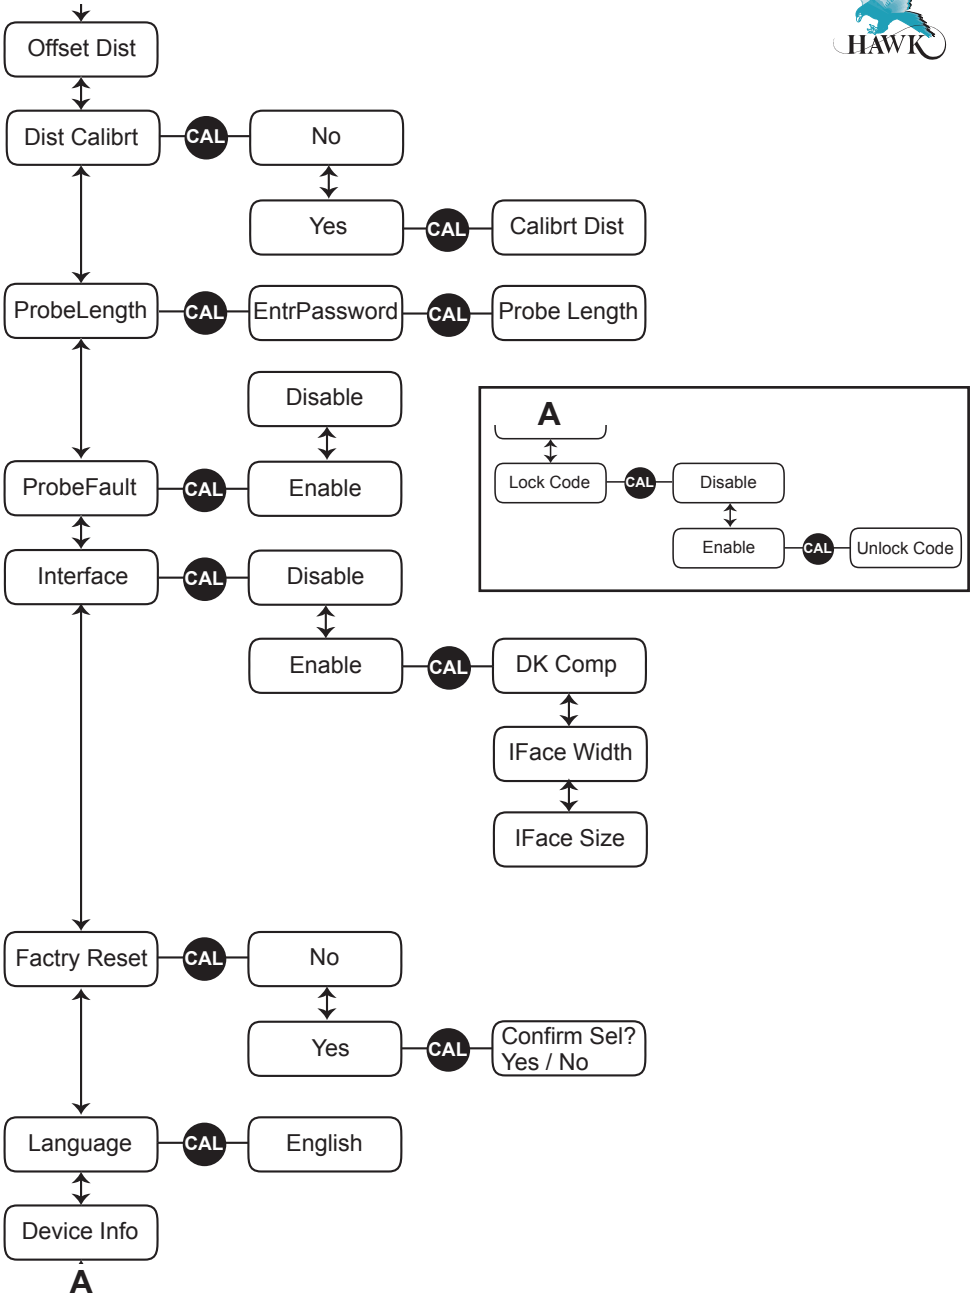 HAWK
Offset Dist
Dist Calibrt CAL No
Yes CAL Calibrt Dist
ProbeLength CAL EntrPassword CAL Probe Length
Disable
ProbeFault CAL Enable
A
Lock Code CAL Disable
Enable CAL Unlock Code
Interface CAL Disable
Enable CAL DK Comp
IFace Width
IFace Size
Factry Reset CAL No
Yes CAL Confirm Sel?
Yes / No
Language CAL English
Device Info
A